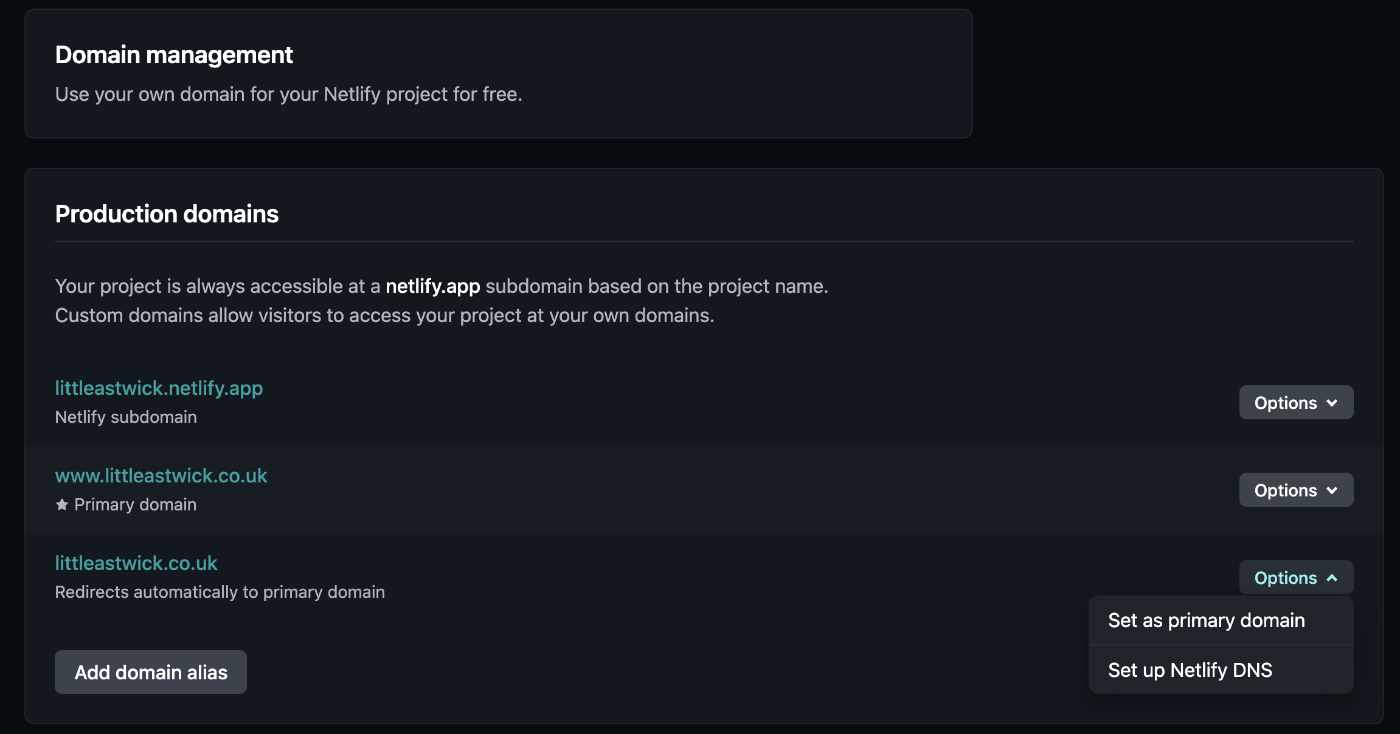 Domain management
Use your own domain for your Netlify project for free.
Production domains
Your project is always accessible at a netlify.app subdomain based on the project name.
Custom domains allow visitors to access your project at your own domains.
littleastwick.netlify.app
Netlify subdomain
Options
www.littleastwick.co.uk
Primary domain
Options
littleastwick.co.uk
Redirects automatically to primary domain
Options
Set as primary domain
Set up Netlify DNS
Add domain alias